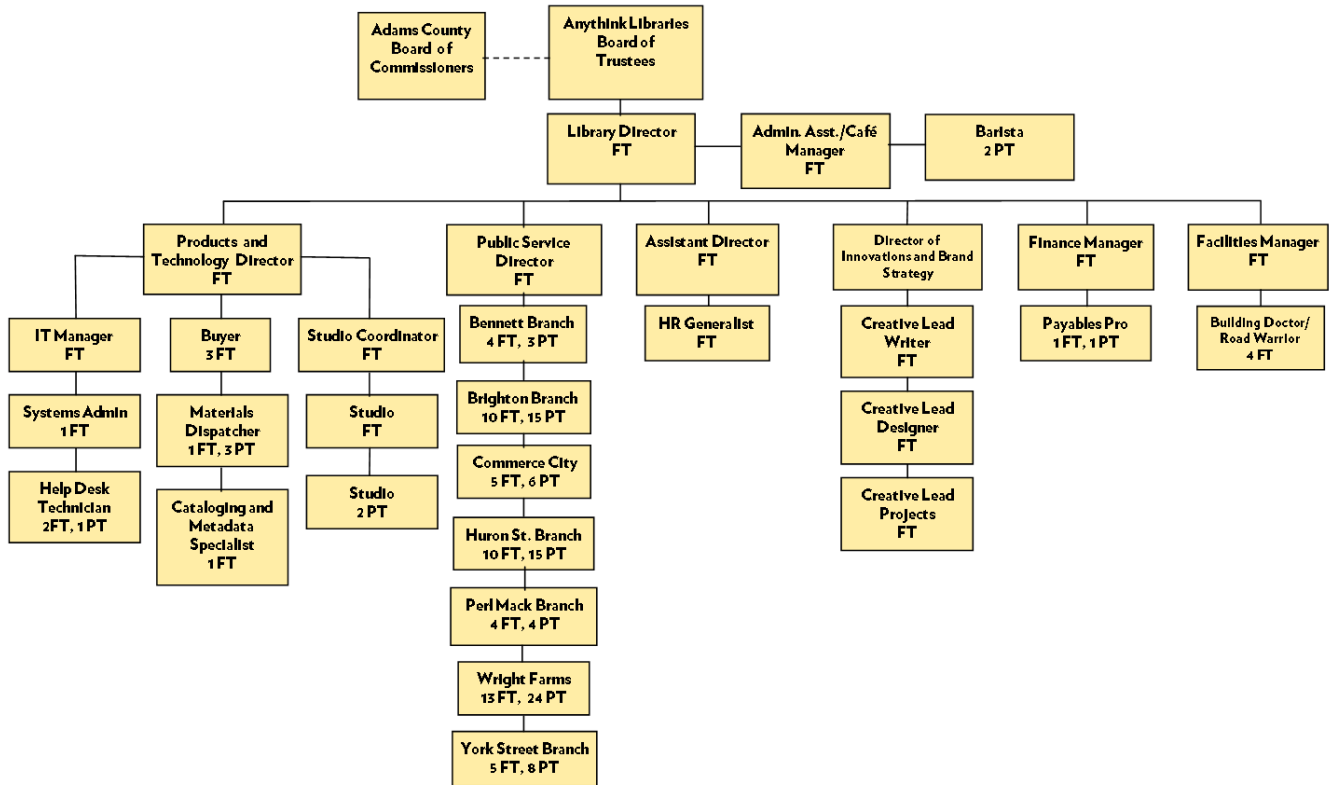 Adams County
Board of
Commissioners
Anythink Libraries
Board of
Trustees
Library Director
FT
Admin. Asst./Café
Manager
FT
Barista
2 PT
Products and
Technology Director
FT
Public Service
Director
FT
Assistant Director
FT
Director of
Innovations and Brand
Strategy
Finance Manager
FT
Facilities Manager
FT
IT Manager
FT
Buyer
3 FT
Studio Coordinator
FT
Bennett Branch
4 FT, 3 PT
HR Generalist
FT
Creative Lead
Writer
FT
Payables Pro
1 FT, 1 PT
Building Doctor/
Road Warrior
4 FT
Systems Admin
1 FT
Materials
Dispatcher
1 FT, 3 PT
Studio
FT
Brighton Branch
10 FT, 15 PT
Creative Lead
Designer
FT
Help Desk
Technician
2FT, 1 PT
Cataloging and
Metadata
Specialist
1 FT
Studio
2 PT
Commerce City
5 FT, 6 PT
Creative Lead
Projects
FT
Huron St. Branch
10 FT, 15 PT
Perl Mack Branch
4 FT, 4 PT
Wright Farms
13 FT, 24 PT
York Street Branch
5 FT, 8 PT